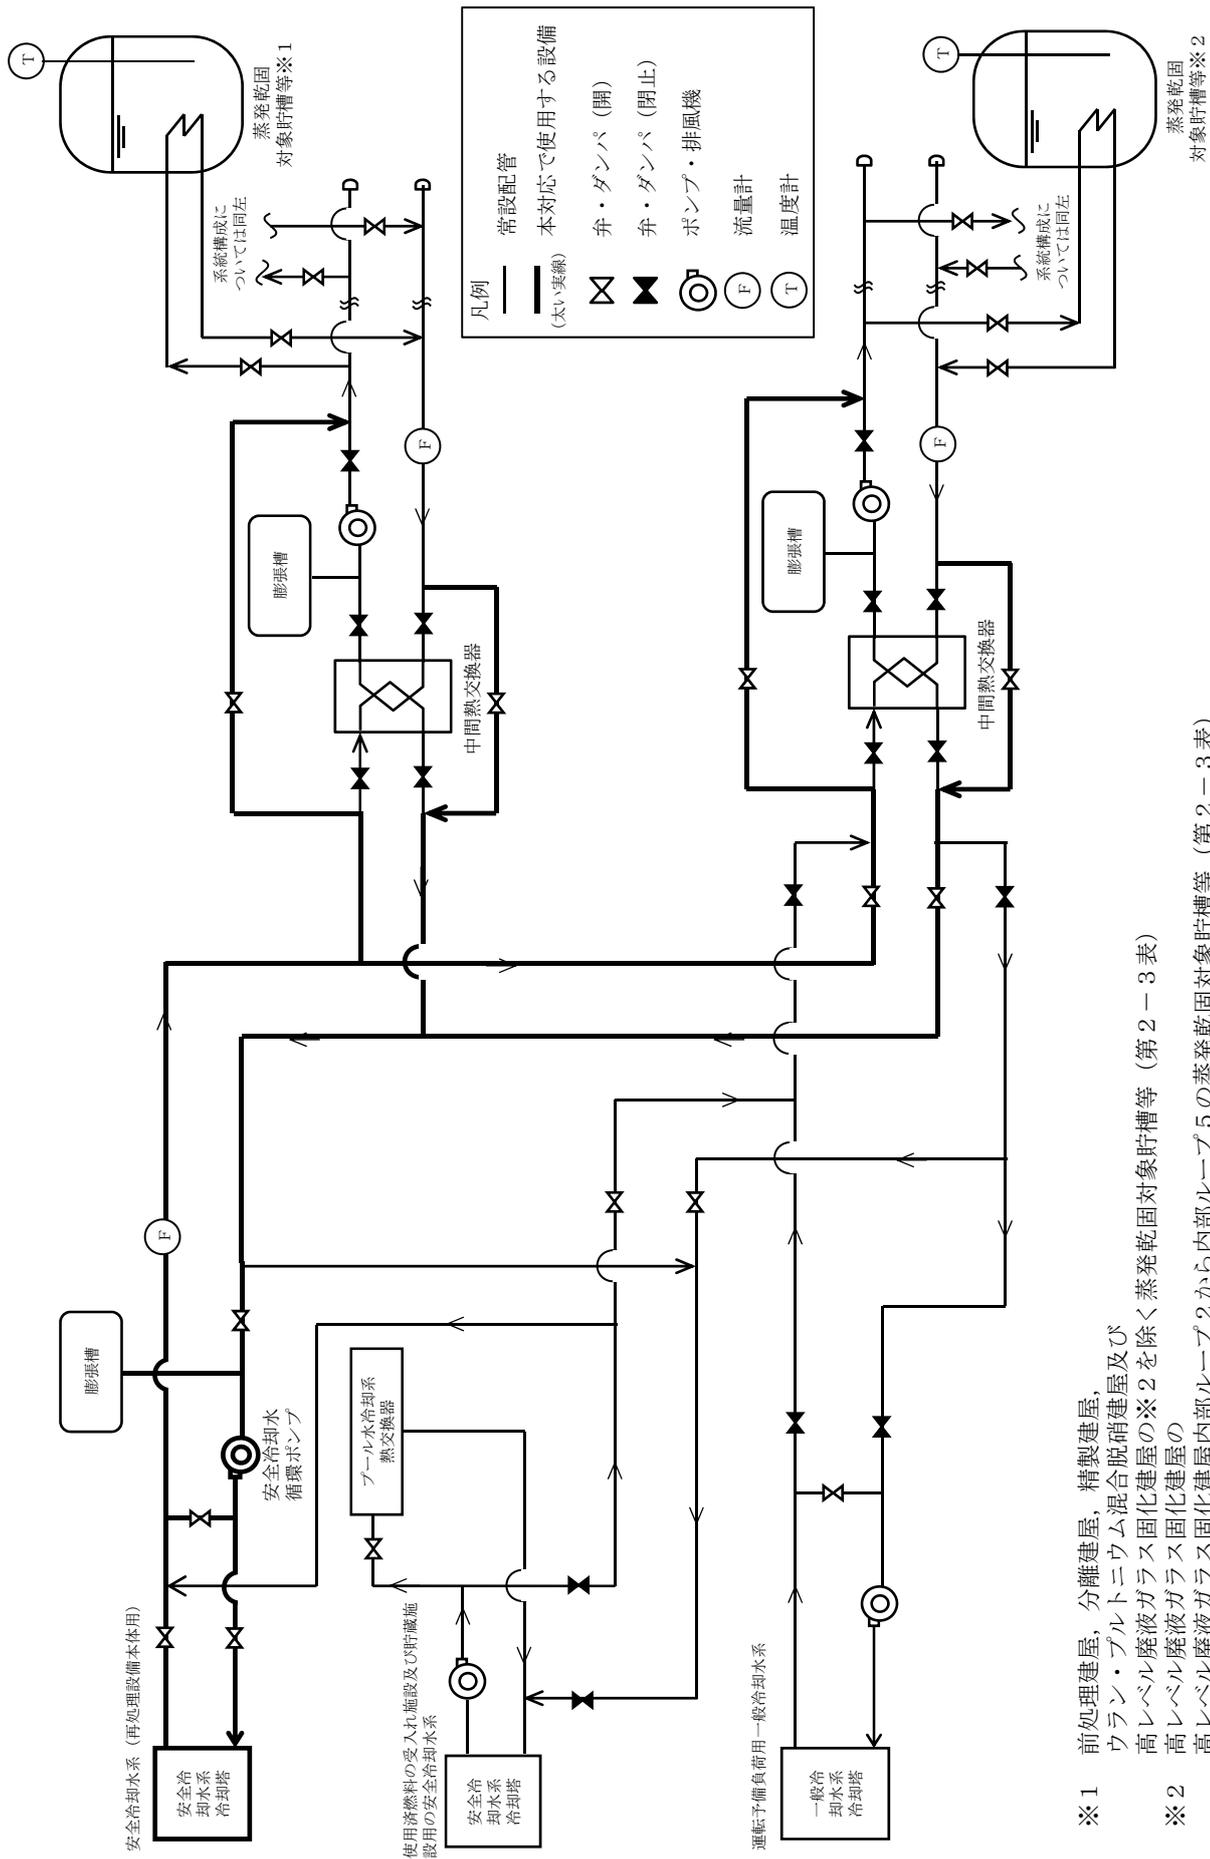 安全冷却水系（再処理設備本体用）
安全冷
却水系
冷却塔
膨張槽
F
安全冷却水
循環ポンプ
使用済燃料の受入れ施設及び貯蔵施
設用の安全冷却水系
安全冷
却水系
冷却塔
プール水冷却系
熱交換器
運転予備負荷用一般冷却水系
一般冷
却水系
冷却塔
膨張槽
中間熱交換器
F
系統構成に
ついては同左
T
蒸発乾固
対象貯槽等※1
膨張槽
中間熱交換器
F
系統構成に
ついては同左
T
蒸発乾固
対象貯槽等※2
凡例
常設配管
本対応で使用する設備
(太い実線)
弁・ダンパ（開）
弁・ダンパ（閉止）
ポンプ・排風機
F
流量計
T
温度計
※1 前処理建屋，分離建屋，精製建屋，
ウラン・プルトニウム混合脱硝建屋及び
高レベル廃液ガラス固化建屋の※2を除く蒸発乾固対象貯槽等（第2－3表）
※2 高レベル廃液ガラス固化建屋の
高レベル廃液ガラス固化建屋内部ループ2から内部ループ5の蒸発乾固対象貯槽等（第2－3表）